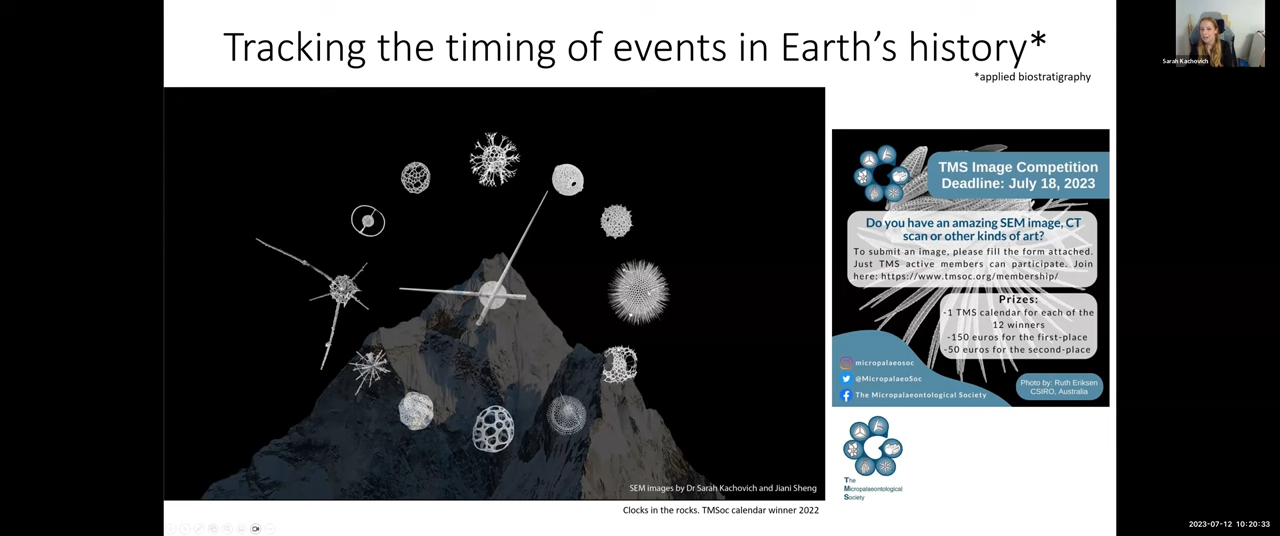 Tracking the timing of events in Earth's history*
*applied biostratigraphy
Sarah Kachovich
TMS Image Competition
Deadline: July 18, 2023
Do you have an amazing SEM image, CT
scan or other kinds of art?
To submit an image, please fill the form attached.
Just TMS active members can participate. Join
here: https://www.tmsoc.org/membership/
Prizes:
-1 TMS calendar for each of the
12 winners
-150 euros for the first-place
-50 euros for the second-place
micropalaeosoc
@MicropalaeoSoc
The Micropalaeontological Society
Photo by: Ruth Eriksen
CSIRO, Australia
SEM images by Dr Sarah Kachovich and Jiani Sheng
Clocks in the rocks. TMSoc calendar winner 2022
The
Micropalaeontological
Society
2023-07-12 10:20:33